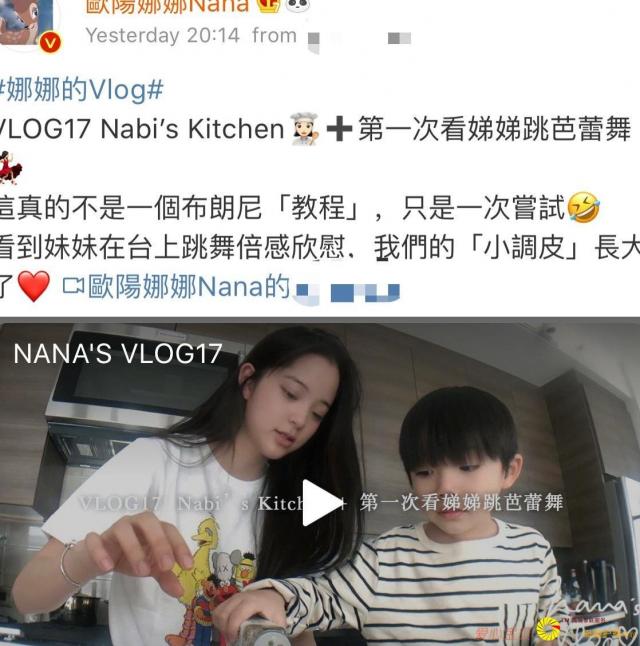 歐陽娜娜Nana
Yesterday 20:14 from
#娜娜的Vlog#
VLOG17 Nabi’s Kitchen👩🏻‍🍳➕第一次看娣娣跳芭蕾舞
💃🏻
這真的不是一個布朗尼「教程」，只是一次嘗試🤣
看到妹妹在台上跳舞倍感欣慰，我們的「小調皮」長大
了❤️ 歐陽娜娜Nana的
NANA'S VLOG17
VLOG17 Nabi’s Kitchen + 第一次看娣娣跳芭蕾舞
KAWS
Nana's